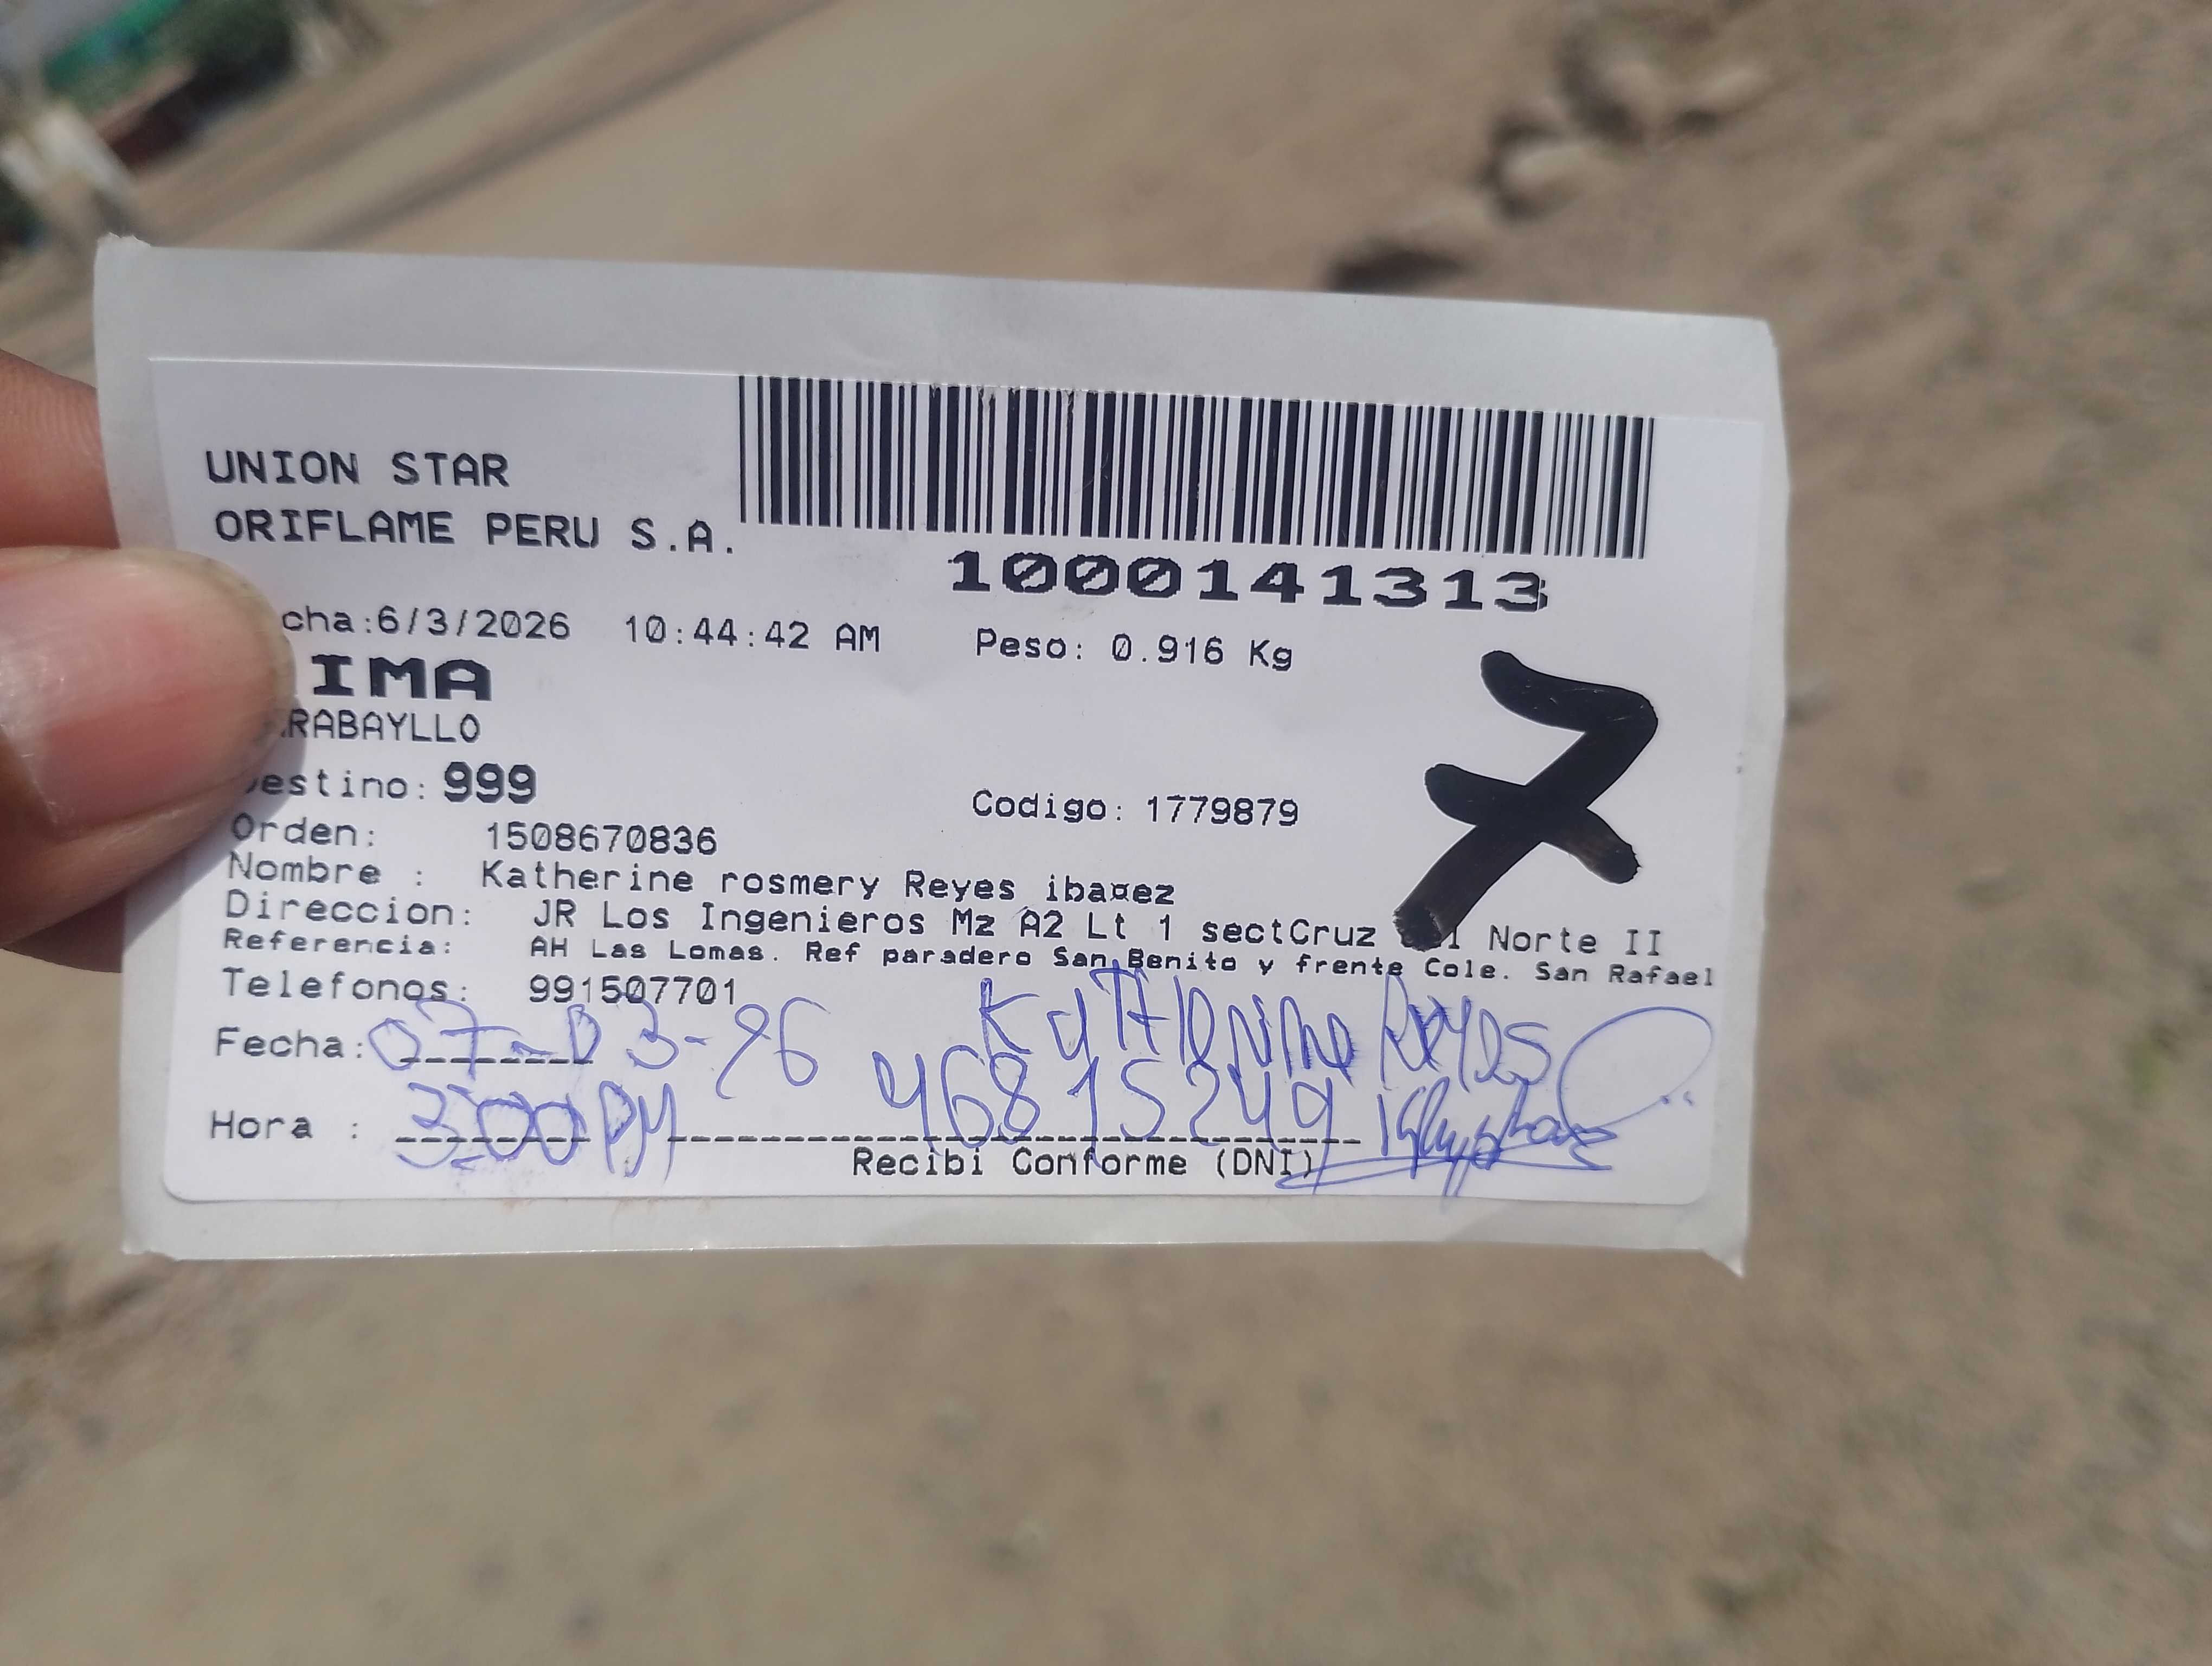 UNION STAR
ORIFLAME PERU S.A.
1000141313
cha:6/3/2026 10:44:42 AM Peso: 0.916 Kg
IMA
RABAYLLO
estino: 999
Codigo: 1779879
7
Orden: 1508670836
Nombre : Katherine rosmery Reyes ibaÃ±ez
Direccion: JR Los Ingenieros Mz A2 Lt 1 sectCruz Norte II
Referencia: AH Las Lomas. Ref paradero San Benito y frente Cole. San Rafael
Telefonos: 991507701
Fecha: 07-03-26 Reyes
Hora : 3:00 PM 46815249
Recibi Conforme (DNI)